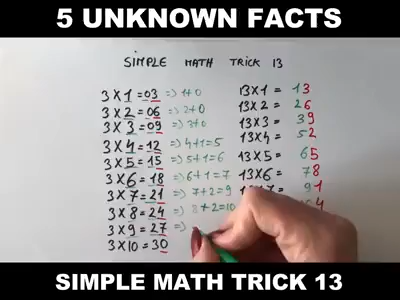 5 UNKNOWN FACTS
SIMPLE MATH TRICK 13
3×1=03 => 1+0
3×2=06 => 2+0
3×3=09 => 3+0
3×4=12 => 4+1=5
3×5=15 => 5+1=6
3×6=18 => 6+1=7
3×7=21 => 7+2=9
3×8=24 => 8+2=10
3×9=27 =>
3×10=30
13×1= 13
13×2= 26
13×3= 39
13×4= 52
13×5= 65
13×6= 78
91
4
SIMPLE MATH TRICK 13